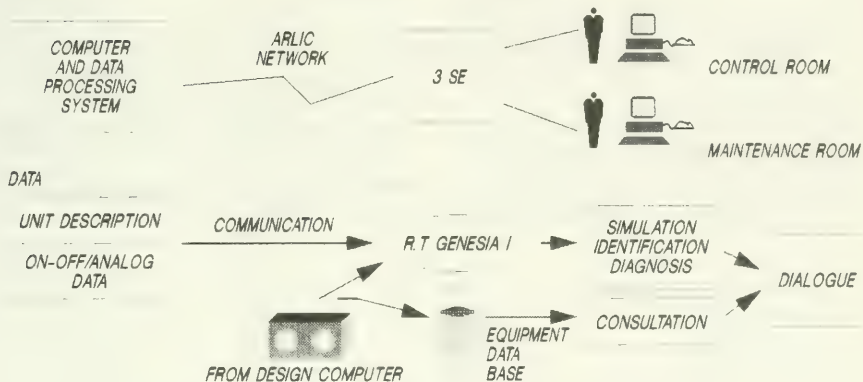 COMPUTER
AND DATA
PROCESSING
SYSTEM
ARLIC
NETWORK
3 SE
CONTROL ROOM
MAINTENANCE ROOM
DATA
UNIT DESCRIPTION
ON-OFF/ANALOG
DATA
COMMUNICATION
R.T GENESIA I
SIMULATION
IDENTIFICATION
DIAGNOSIS
DIALOGUE
CONSULTATION
EQUIPMENT
DATA
BASE
FROM DESIGN COMPUTER